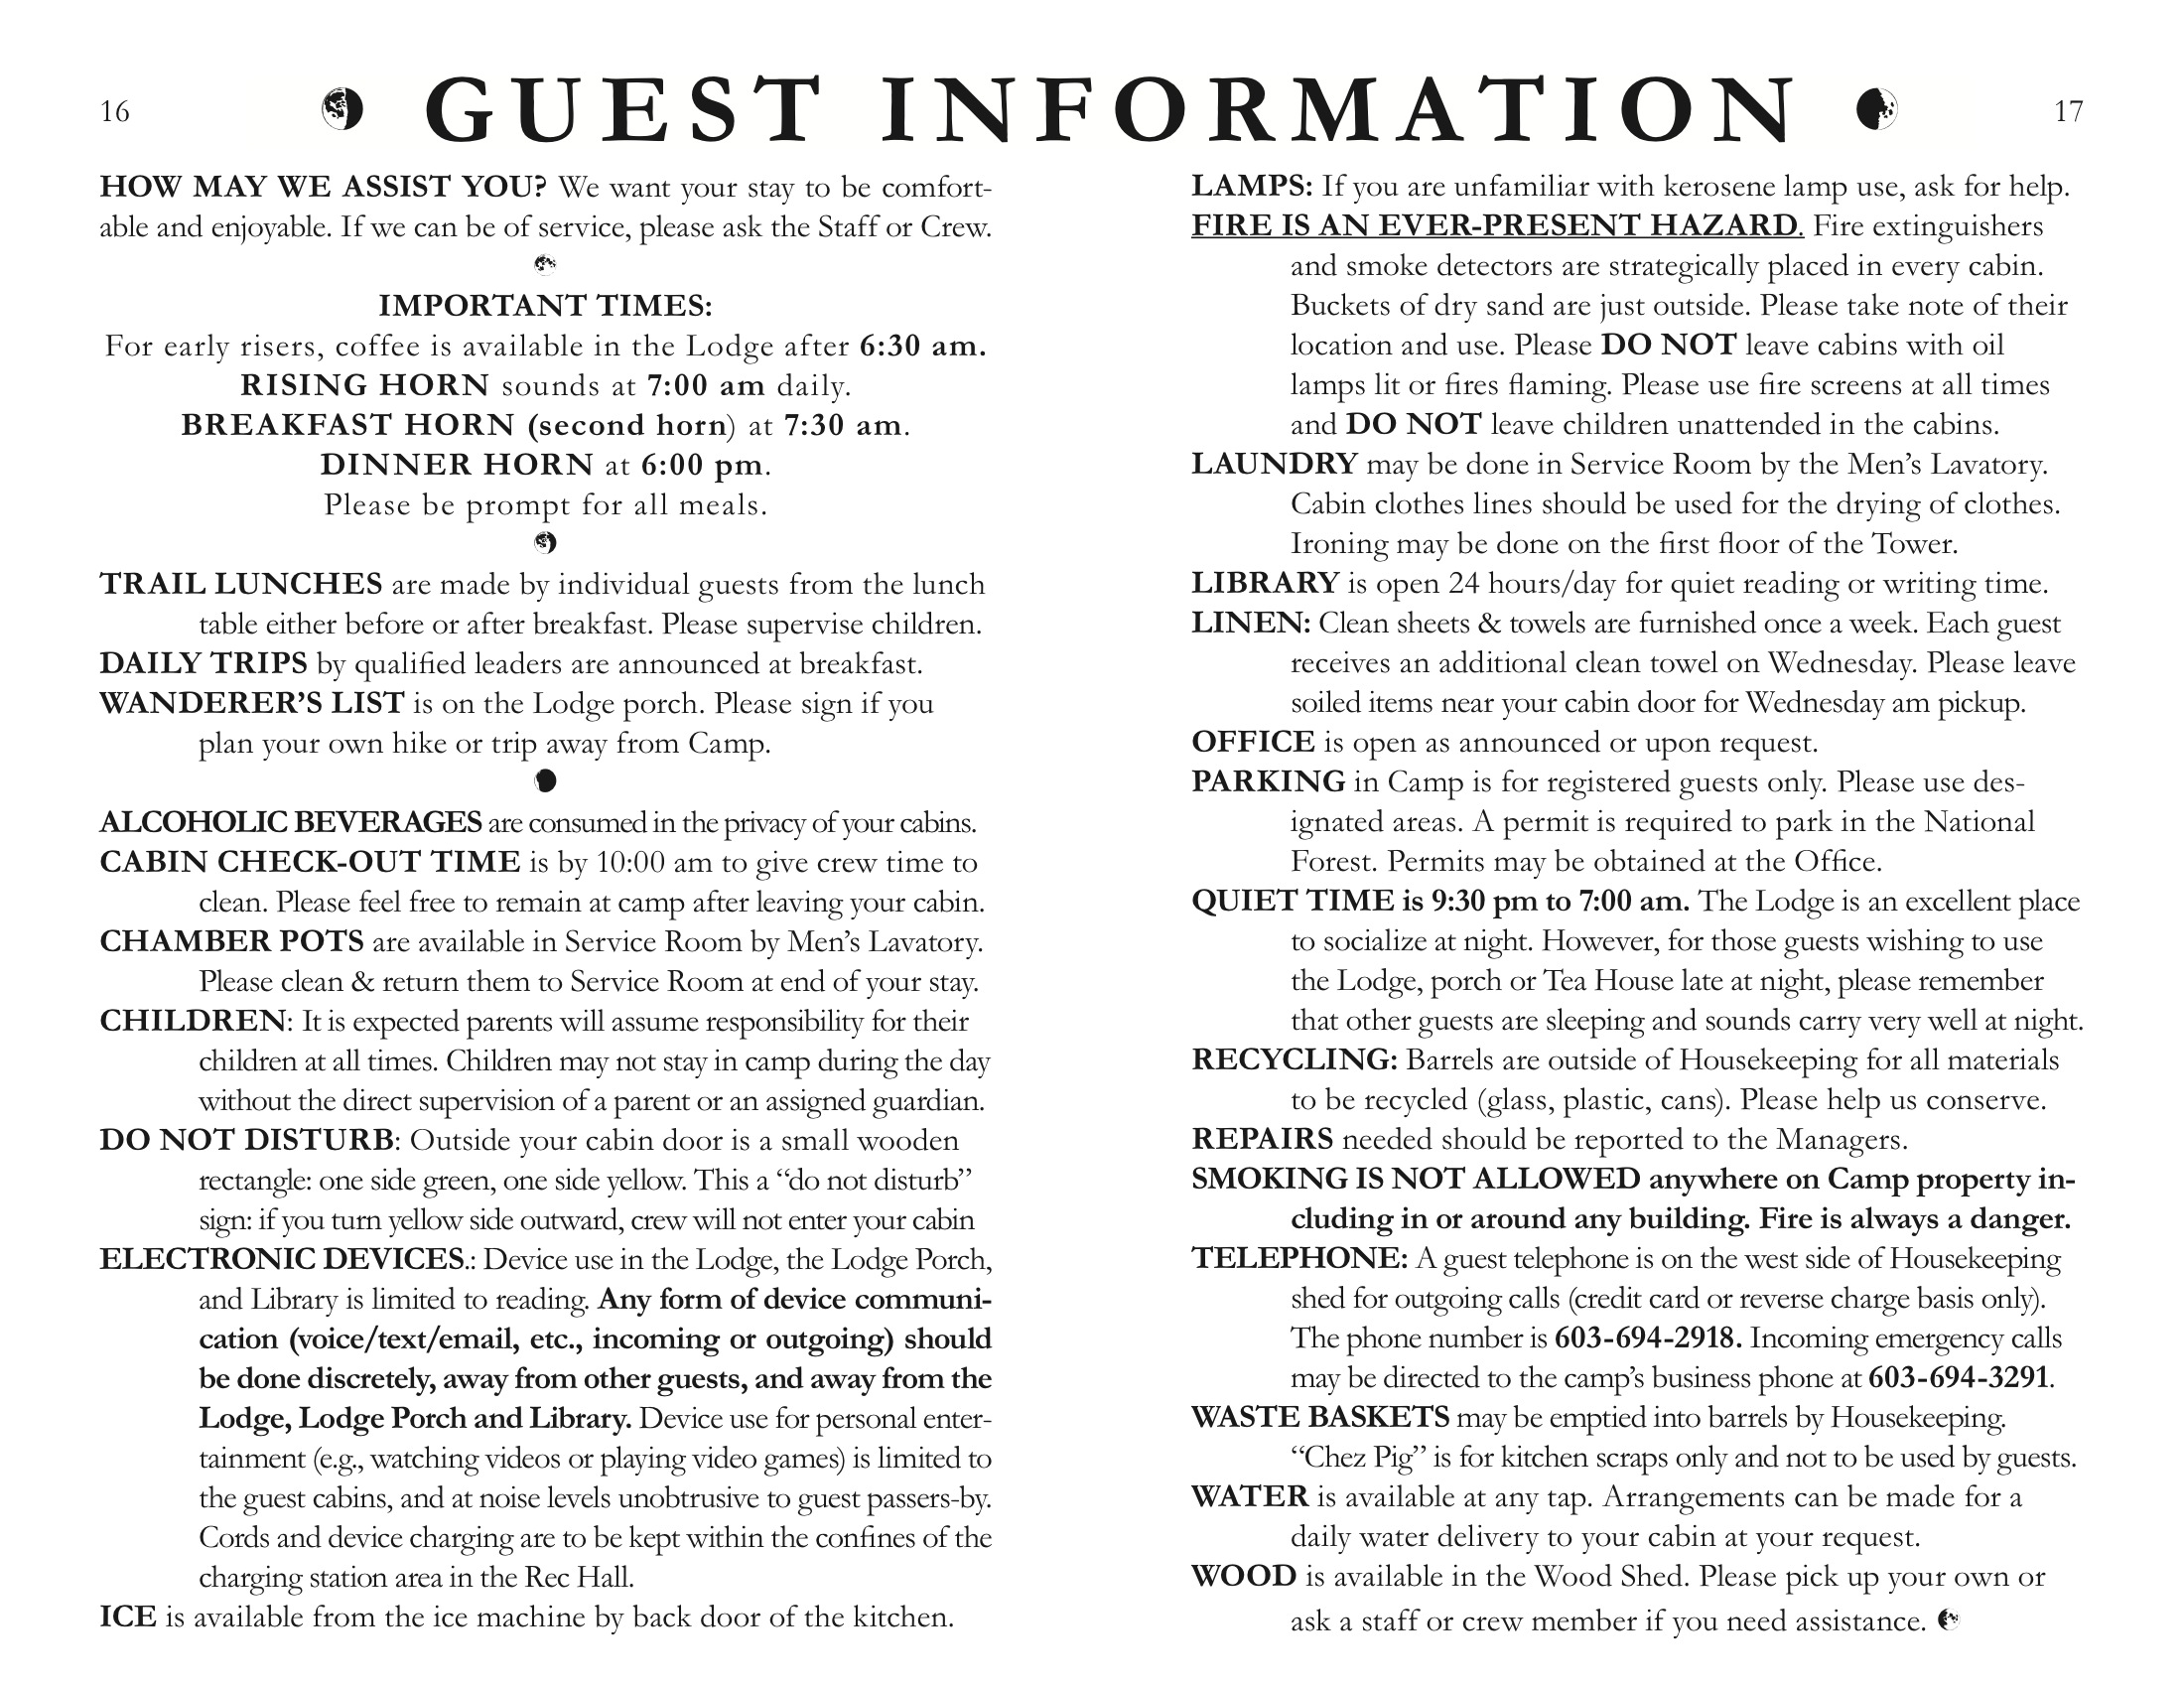 16 GUEST INFORMATION 17
HOW MAY WE ASSIST YOU? We want your stay to be comfort-
able and enjoyable. If we can be of service, please ask the Staff or Crew.
IMPORTANT TIMES:
For early risers, coffee is available in the Lodge after 6:30 am.
RISING HORN sounds at 7:00 am daily.
BREAKFAST HORN (second horn) at 7:30 am.
DINNER HORN at 6:00 pm.
Please be prompt for all meals.
TRAIL LUNCHES are made by individual guests from the lunch
table either before or after breakfast. Please supervise children.
DAILY TRIPS by qualified leaders are announced at breakfast.
WANDERER’S LIST is on the Lodge porch. Please sign if you
plan your own hike or trip away from Camp.
ALCOHOLIC BEVERAGES are consumed in the privacy of your cabins.
CABIN CHECK-OUT TIME is by 10:00 am to give crew time to
clean. Please feel free to remain at camp after leaving your cabin.
CHAMBER POTS are available in Service Room by Men’s Lavatory.
Please clean & return them to Service Room at end of your stay.
CHILDREN: It is expected parents will assume responsibility for their
children at all times. Children may not stay in camp during the day
without the direct supervision of a parent or an assigned guardian.
DO NOT DISTURB: Outside your cabin door is a small wooden
rectangle: one side green, one side yellow. This a “do not disturb”
sign: if you turn yellow side outward, crew will not enter your cabin
ELECTRONIC DEVICES.: Device use in the Lodge, the Lodge Porch,
and Library is limited to reading. Any form of device communi-
cation (voice/text/email, etc., incoming or outgoing) should
be done discretely, away from other guests, and away from the
Lodge, Lodge Porch and Library. Device use for personal enter-
tainment (e.g., watching videos or playing video games) is limited to
the guest cabins, and at noise levels unobtrusive to guest passers-by.
Cords and device charging are to be kept within the confines of the
charging station area in the Rec Hall.
ICE is available from the ice machine by back door of the kitchen.
LAMPS: If you are unfamiliar with kerosene lamp use, ask for help.
FIRE IS AN EVER-PRESENT HAZARD. Fire extinguishers
and smoke detectors are strategically placed in every cabin.
Buckets of dry sand are just outside. Please take note of their
location and use. Please DO NOT leave cabins with oil
lamps lit or fires flaming. Please use fire screens at all times
and DO NOT leave children unattended in the cabins.
LAUNDRY may be done in Service Room by the Men’s Lavatory.
Cabin clothes lines should be used for the drying of clothes.
Ironing may be done on the first floor of the Tower.
LIBRARY is open 24 hours/day for quiet reading or writing time.
LINEN: Clean sheets & towels are furnished once a week. Each guest
receives an additional clean towel on Wednesday. Please leave
soiled items near your cabin door for Wednesday am pickup.
OFFICE is open as announced or upon request.
PARKING in Camp is for registered guests only. Please use des-
ignated areas. A permit is required to park in the National
Forest. Permits may be obtained at the Office.
QUIET TIME is 9:30 pm to 7:00 am. The Lodge is an excellent place
to socialize at night. However, for those guests wishing to use
the Lodge, porch or Tea House late at night, please remember
that other guests are sleeping and sounds carry very well at night.
RECYCLING: Barrels are outside of Housekeeping for all materials
to be recycled (glass, plastic, cans). Please help us conserve.
REPAIRS needed should be reported to the Managers.
SMOKING IS NOT ALLOWED anywhere on Camp property in-
cluding in or around any building. Fire is always a danger.
TELEPHONE: A guest telephone is on the west side of Housekeeping
shed for outgoing calls (credit card or reverse charge basis only).
The phone number is 603-694-2918. Incoming emergency calls
may be directed to the camp’s business phone at 603-694-3291.
WASTE BASKETS may be emptied into barrels by Housekeeping.
“Chez Pig” is for kitchen scraps only and not to be used by guests.
WATER is available at any tap. Arrangements can be made for a
daily water delivery to your cabin at your request.
WOOD is available in the Wood Shed. Please pick up your own or
ask a staff or crew member if you need assistance.